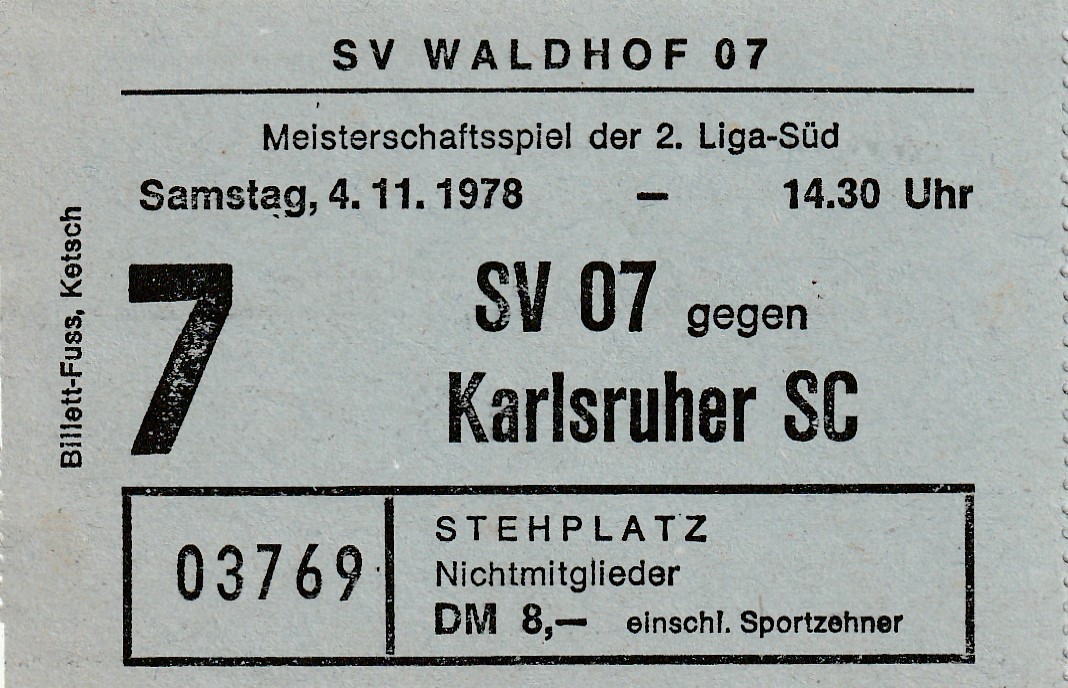 SV WALDHOF 07
Meisterschaftsspiel der 2. Liga-Süd
Samstag, 4. 11. 1978 – 14.30 Uhr
7
SV 07 gegen
Karlsruher SC
03769
STEHPLATZ
Nichtmitglieder
DM 8,— einschl. Sportzehner
Billett-Fuss, Ketsch